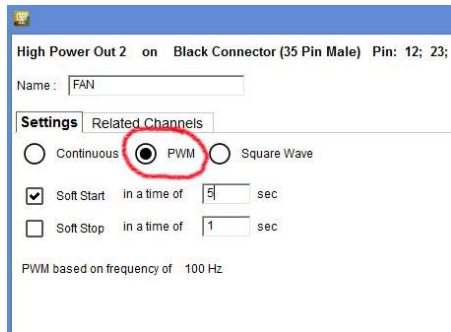 High Power Out 2 on Black Connector (35 Pin Male) Pin: 12; 23;
Name : FAN
Settings Related Channels
Continuous PWM Square Wave
Soft Start in a time of 5 sec
Soft Stop in a time of 1 sec
PWM based on frequency of 100 Hz